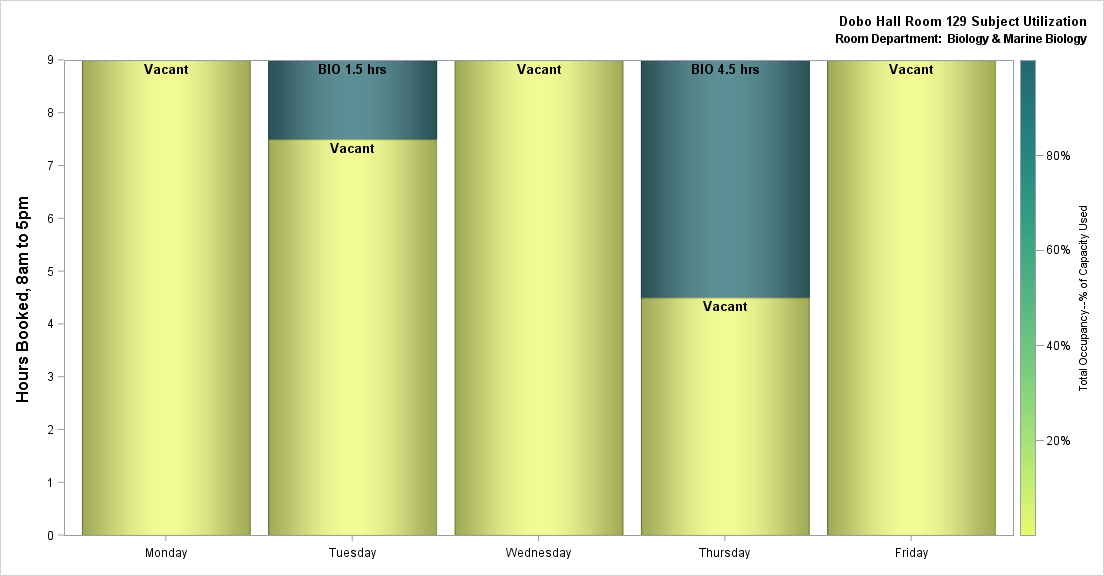 Dobo Hall Room 129 Subject Utilization
Room Department: Biology & Marine Biology
Hours Booked, 8am to 5pm
9
8
7
6
5
4
3
2
1
0
Vacant
BIO 1.5 hrs
Vacant
Vacant
BIO 4.5 hrs
Vacant
Vacant
Monday
Tuesday
Wednesday
Thursday
Friday
80%
60%
40%
20%
Total Occupancy--% of Capacity Used